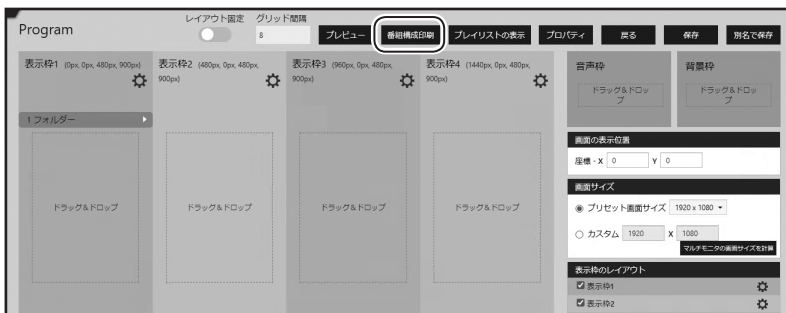 Program
レイアウト固定 グリッド間隔
8
プレビュー 番組構成印刷 プレイリストの表示 プロパティ 戻る 保存 別名で保存
表示枠1 (0px, 0px, 480px, 900px)
1 フォルダー
ドラッグ&ドロップ
表示枠2 (480px, 0px, 480px,
900px)
ドラッグ&ドロップ
表示枠3 (960px, 0px, 480px,
900px)
ドラッグ&ドロップ
表示枠4 (1440px, 0px, 480px,
900px)
ドラッグ&ドロップ
音声枠
ドラッグ&ドロッ
プ
背景枠
ドラッグ&ドロッ
プ
画面の表示位置
座標 - X 0 Y 0
画面サイズ
プリセット画面サイズ 1920 x 1080
カスタム 1920 X 1080
マルチモニタの画面サイズを計算
表示枠のレイアウト
表示枠1
表示枠2